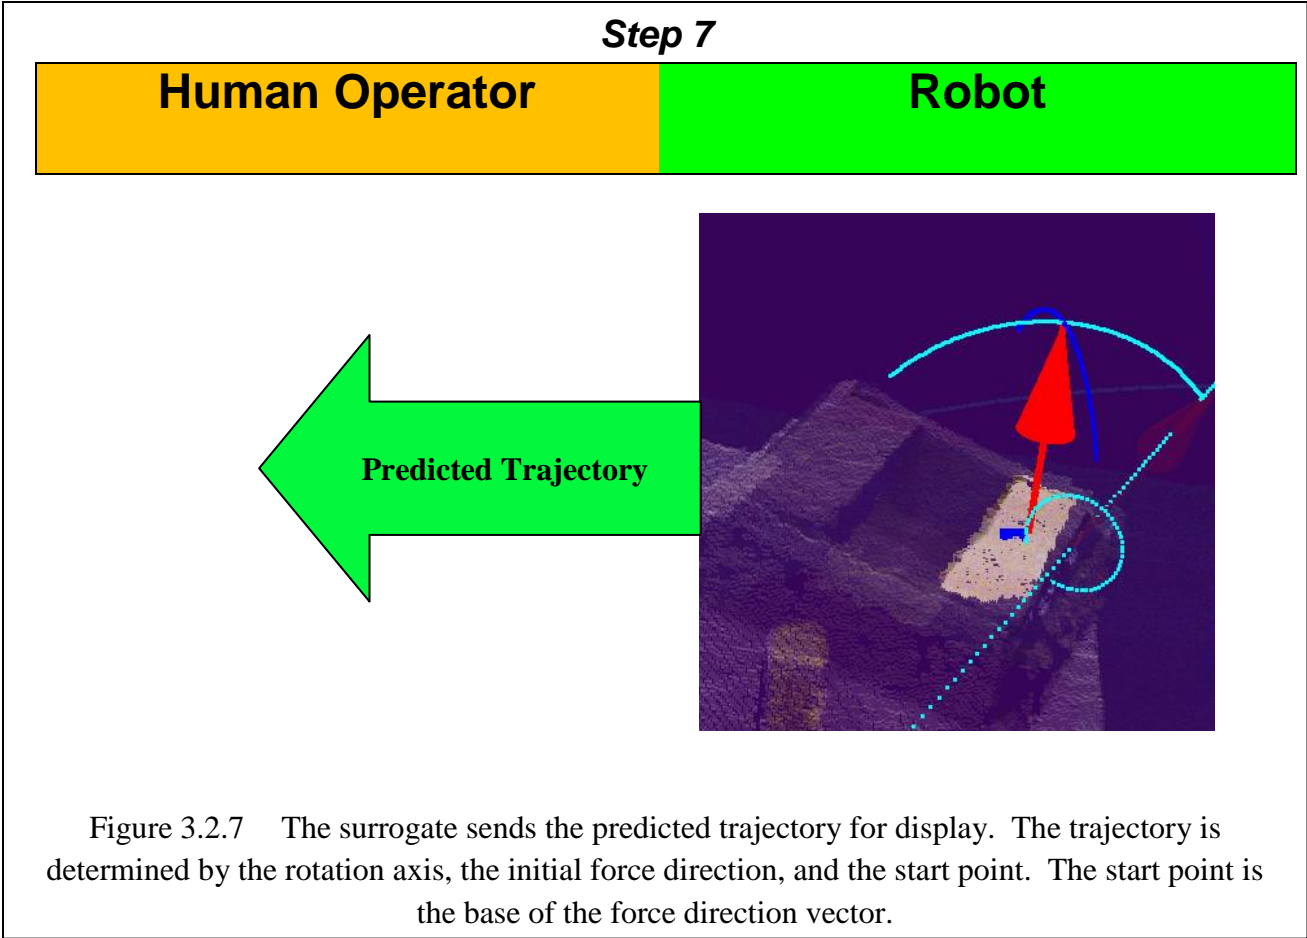 Step 7
Human Operator
Robot
Predicted Trajectory
Figure 3.2.7    The surrogate sends the predicted trajectory for display.  The trajectory is
determined by the rotation axis, the initial force direction, and the start point.  The start point is
the base of the force direction vector.